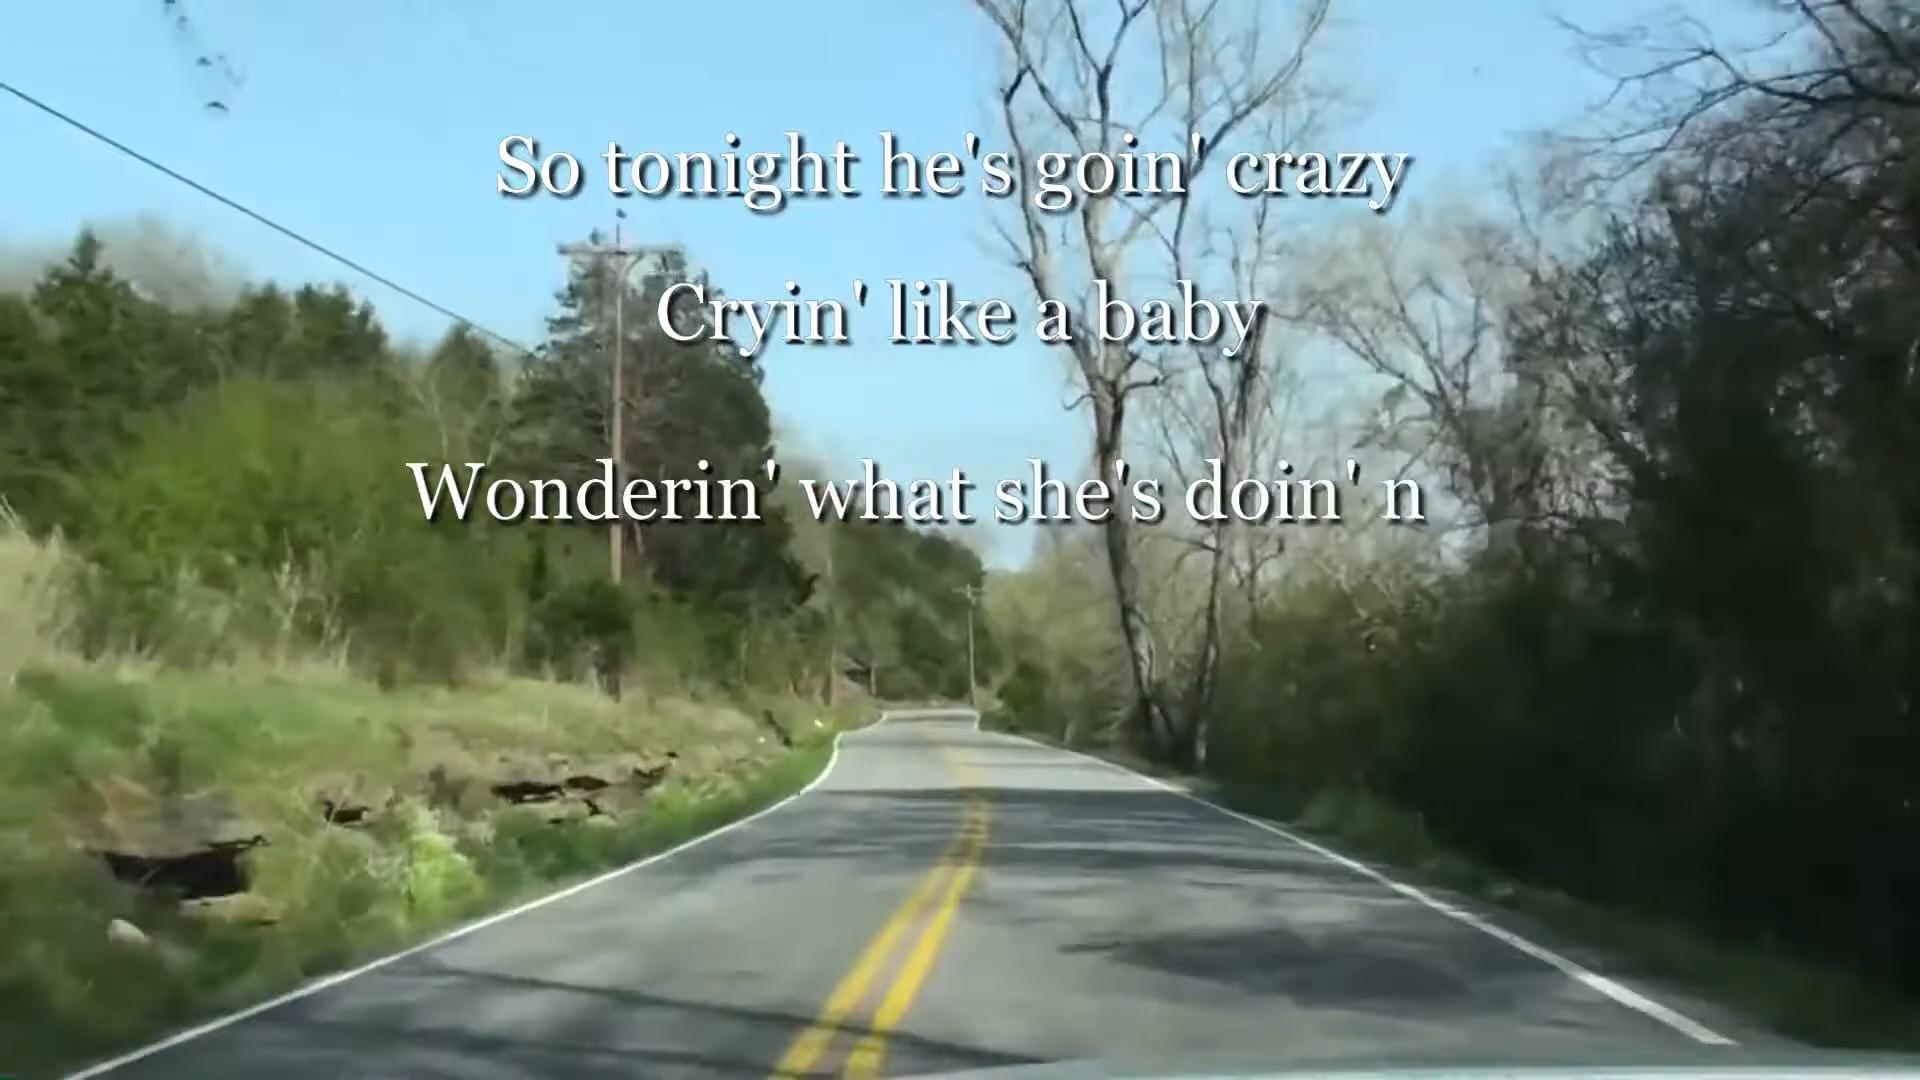 So tonight he's goin' crazy
Cryin' like a baby
Wonderin' what she's doin' n